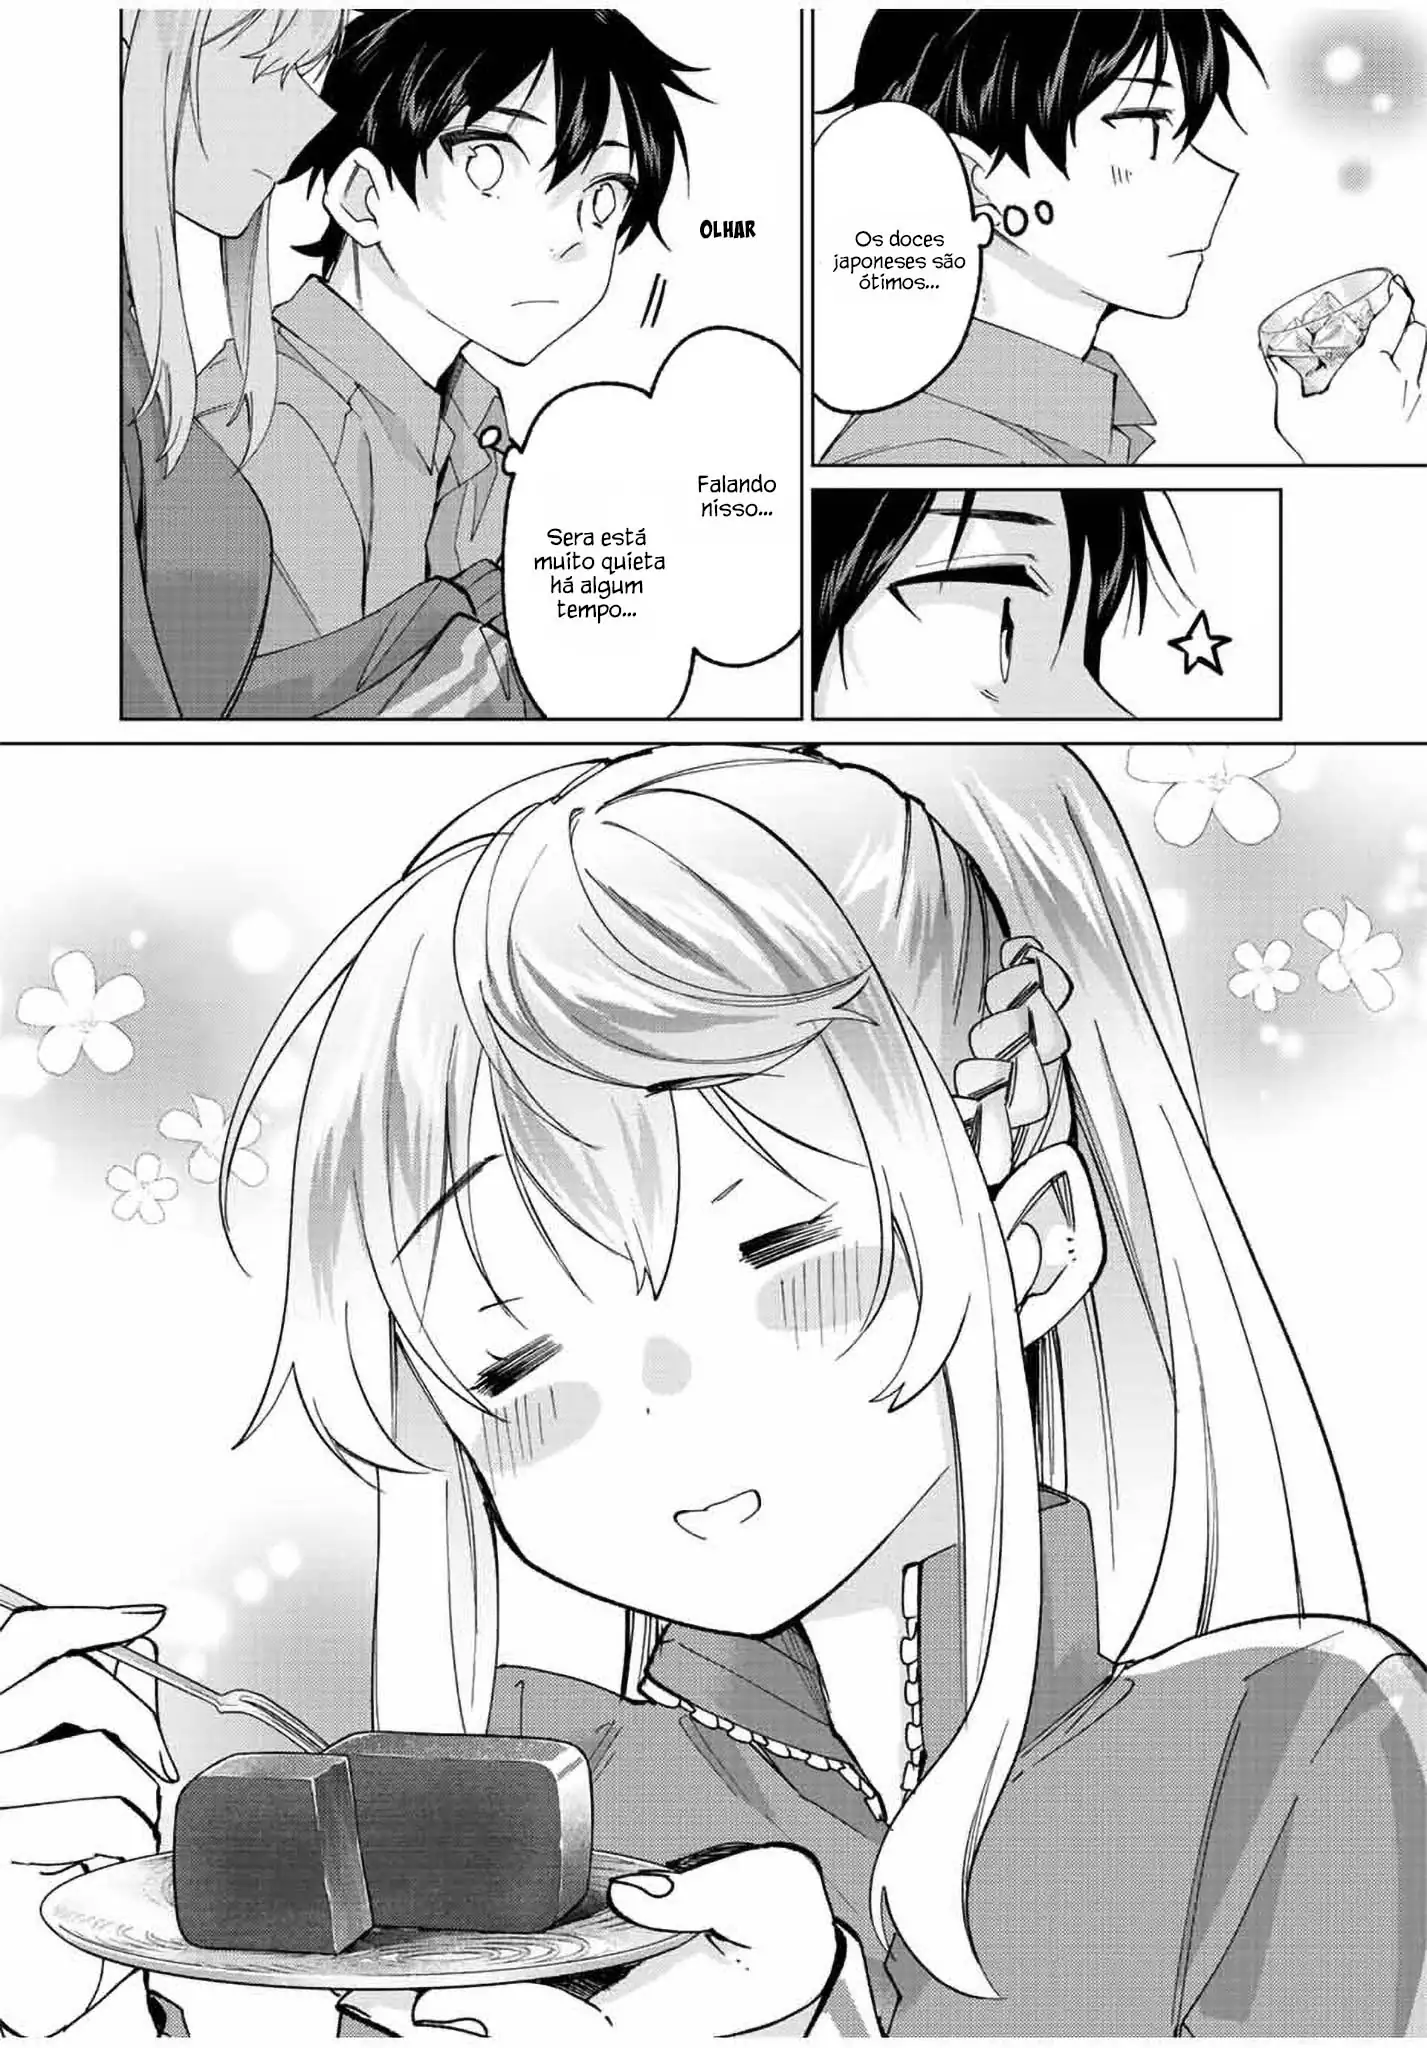 Os doces
japoneses são
ótimos...
Falando
nisso...
Sera está
muito quieta
há algum
tempo...
OLHAR